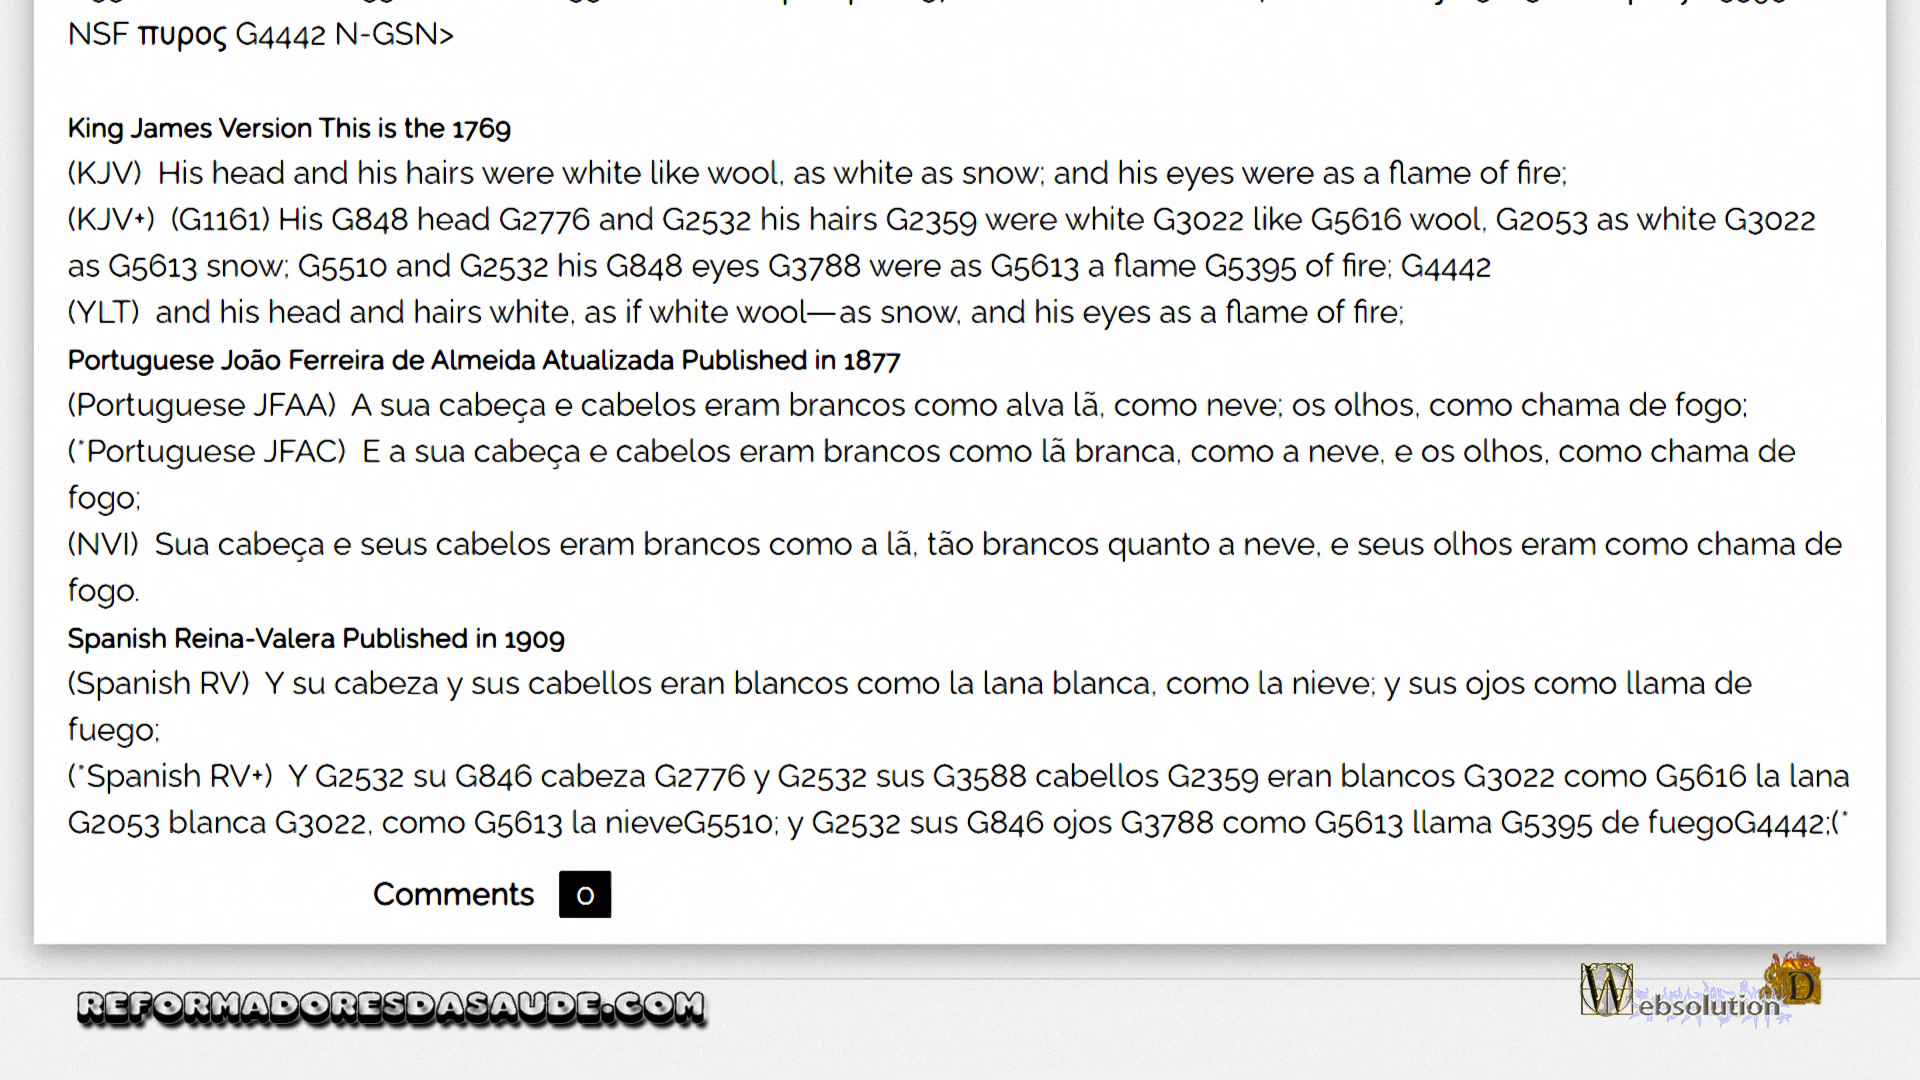 NSF πυρος G4442 N-GSN>
King James Version This is the 1769
(KJV)  His head and his hairs were white like wool, as white as snow; and his eyes were as a flame of fire;
(KJV+)  (G1161) His G848 head G2776 and G2532 his hairs G2359 were white G3022 like G5616 wool, G2053 as white G3022
as G5613 snow; G5510 and G2532 his G848 eyes G3788 were as G5613 a flame G5395 of fire; G4442
(YLT)  and his head and hairs white, as if white wool—as snow, and his eyes as a flame of fire;
Portuguese João Ferreira de Almeida Atualizada Published in 1877
(Portuguese JFAA)  A sua cabeça e cabelos eram brancos como alva lã, como neve; os olhos, como chama de fogo;
(*Portuguese JFAC)  E a sua cabeça e cabelos eram brancos como lã branca, como a neve, e os olhos, como chama de
fogo;
(NVI)  Sua cabeça e seus cabelos eram brancos como a lã, tão brancos quanto a neve, e seus olhos eram como chama de
fogo.
Spanish Reina-Valera Published in 1909
(Spanish RV)  Y su cabeza y sus cabellos eran blancos como la lana blanca, como la nieve; y sus ojos como llama de
fuego;
(*Spanish RV+)  Y G2532 su G846 cabeza G2776 y G2532 sus G3588 cabellos G2359 eran blancos G3022 como G5616 la lana
G2053 blanca G3022, como G5613 la nieveG5510; y G2532 sus G846 ojos G3788 como G5613 llama G5395 de fuegoG4442;(*
Comments 0
REFORMADORESDASAUDE.COM
Websolution D